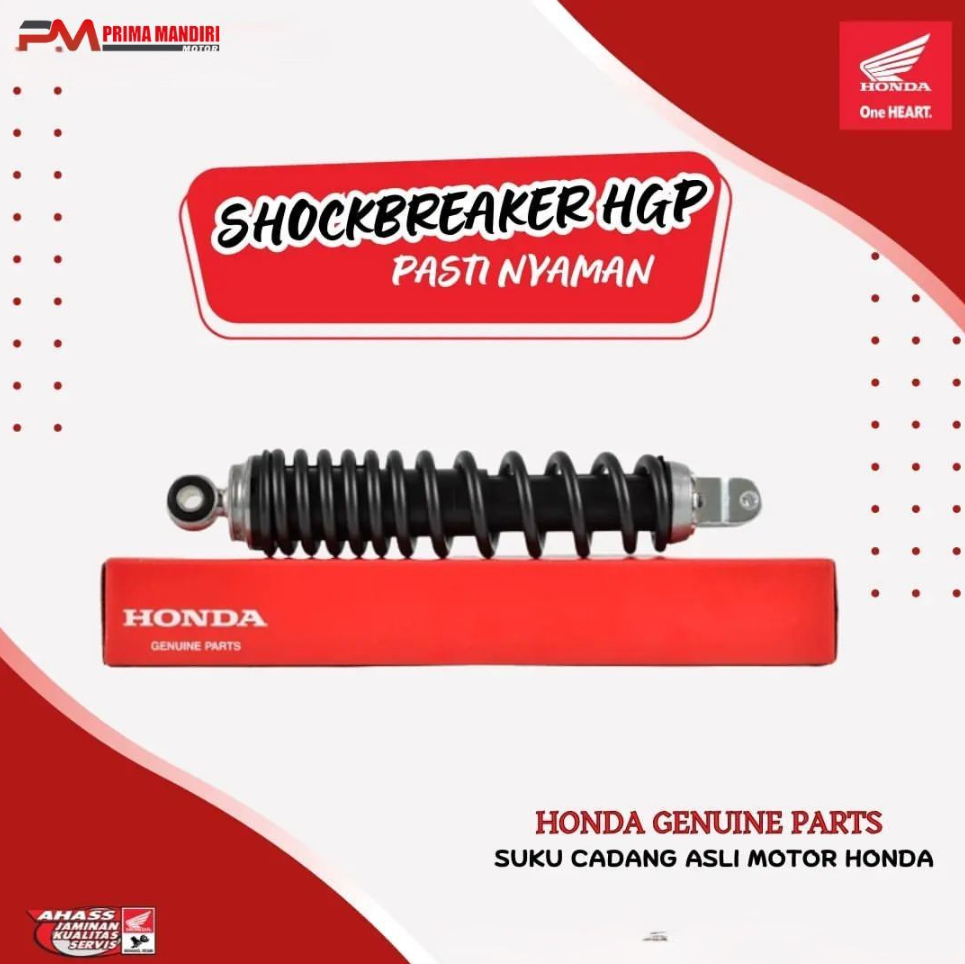 PM PRIMA MANDIRI
MOTOR
HONDA
One HEART.
SHOCKBREAKER HGP
PASTI NYAMAN
HONDA
GENUINE PARTS
HONDA GENUINE PARTS
SUKU CADANG ASLI MOTOR HONDA
AHASS
JAMINAN
KUALITAS
SERVIS
HONDA